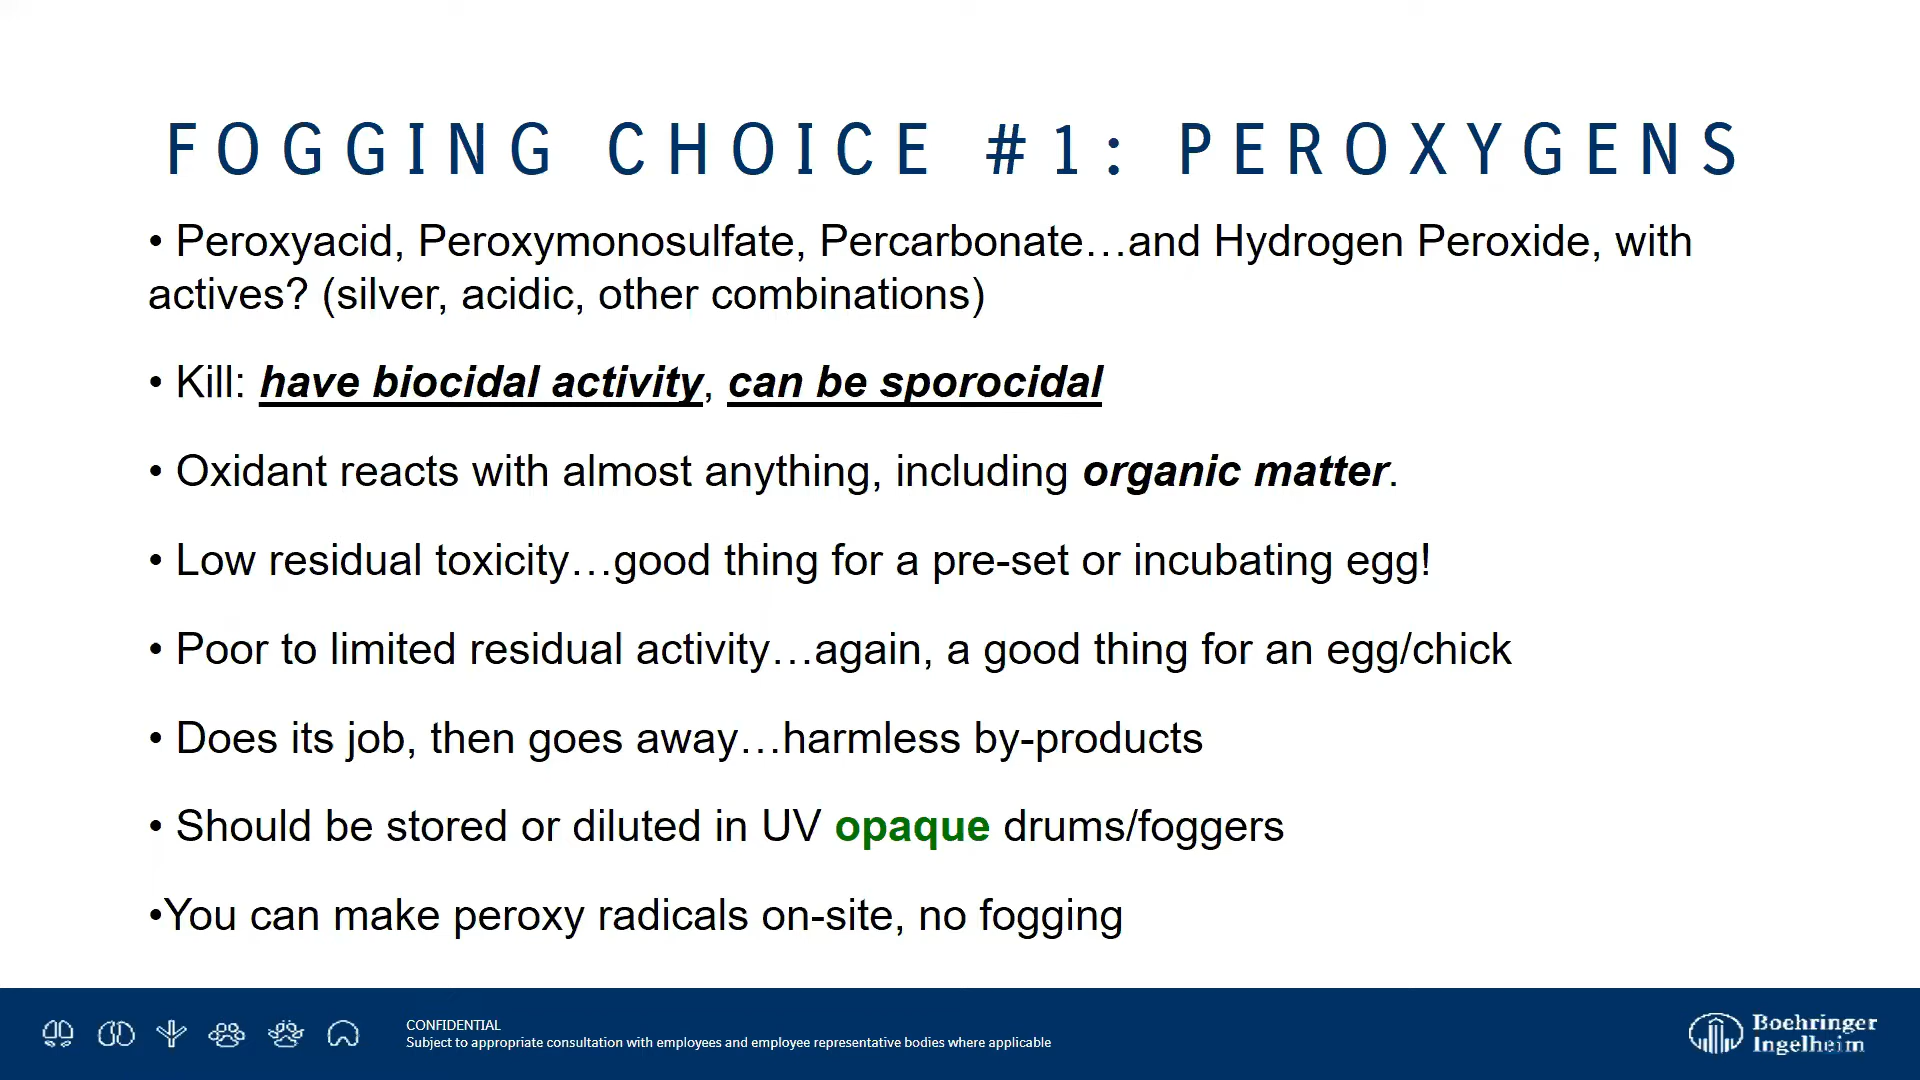 FOGGING CHOICE #1: PEROXYGENS
• Peroxyacid, Peroxymonosulfate, Percarbonate…and Hydrogen Peroxide, with
actives? (silver, acidic, other combinations)
• Kill: have biocidal activity, can be sporocidal
• Oxidant reacts with almost anything, including organic matter.
• Low residual toxicity…good thing for a pre-set or incubating egg!
• Poor to limited residual activity…again, a good thing for an egg/chick
• Does its job, then goes away…harmless by-products
• Should be stored or diluted in UV opaque drums/foggers
•You can make peroxy radicals on-site, no fogging
CONFIDENTIAL
Subject to appropriate consultation with employees and employee representative bodies where applicable
Boehringer
Ingelheim